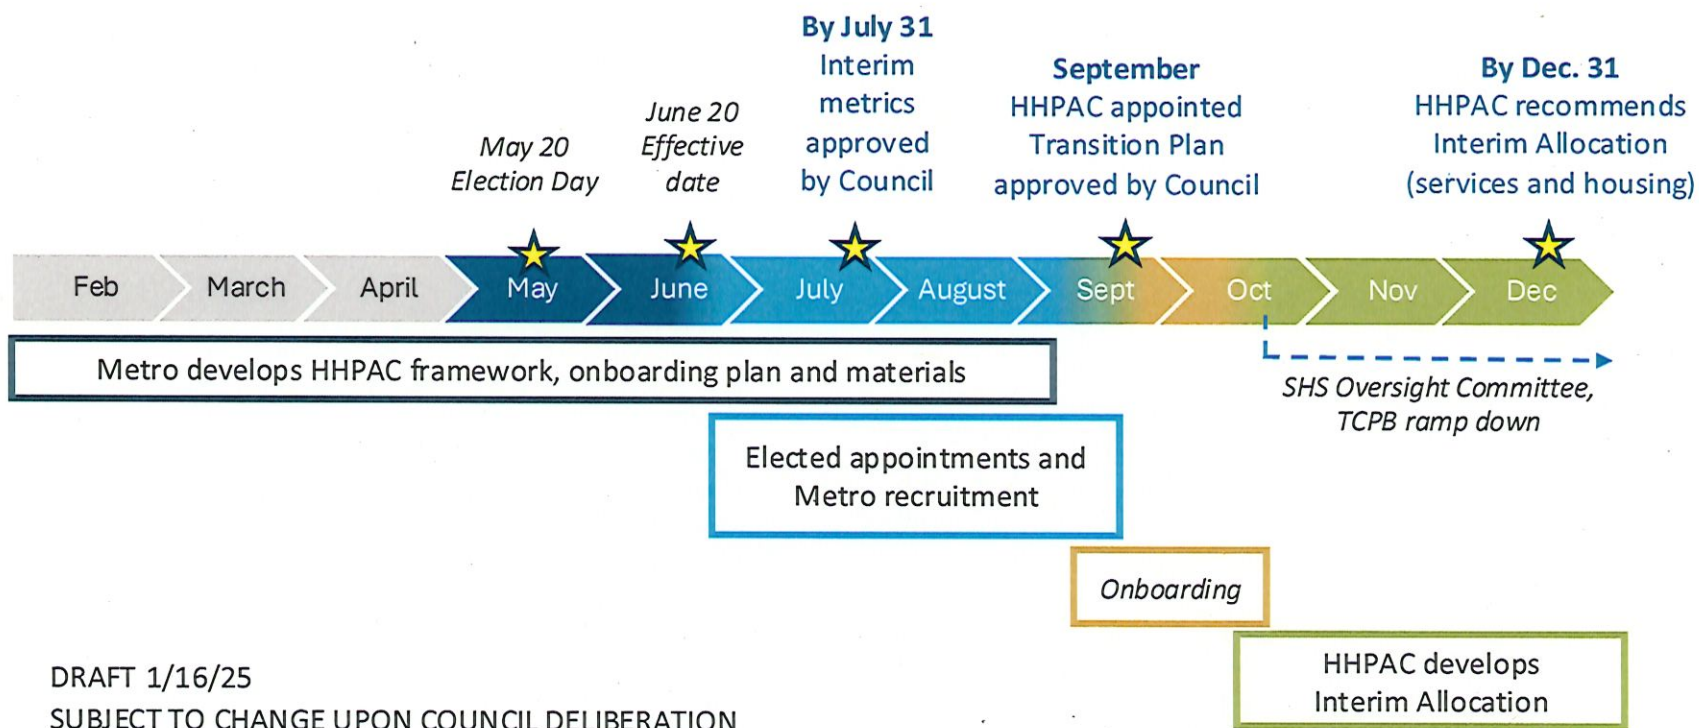 By July 31
Interim
metrics
approved
by Council
September
HHPAC appointed
Transition Plan
approved by Council
By Dec. 31
HHPAC recommends
Interim Allocation
(services and housing)
June 20
Effective
date
May 20
Election Day
Feb
March
April
May
June
July
August
Sept
Oct
Nov
Dec
Metro develops HHPAC framework, onboarding plan and materials
SHS Oversight Committee,
TCPB ramp down
Elected appointments and
Metro recruitment
Onboarding
HHPAC develops
Interim Allocation
DRAFT 1/16/25
SUBJECT TO CHANGE UPON COUNCIL DELIBERATION